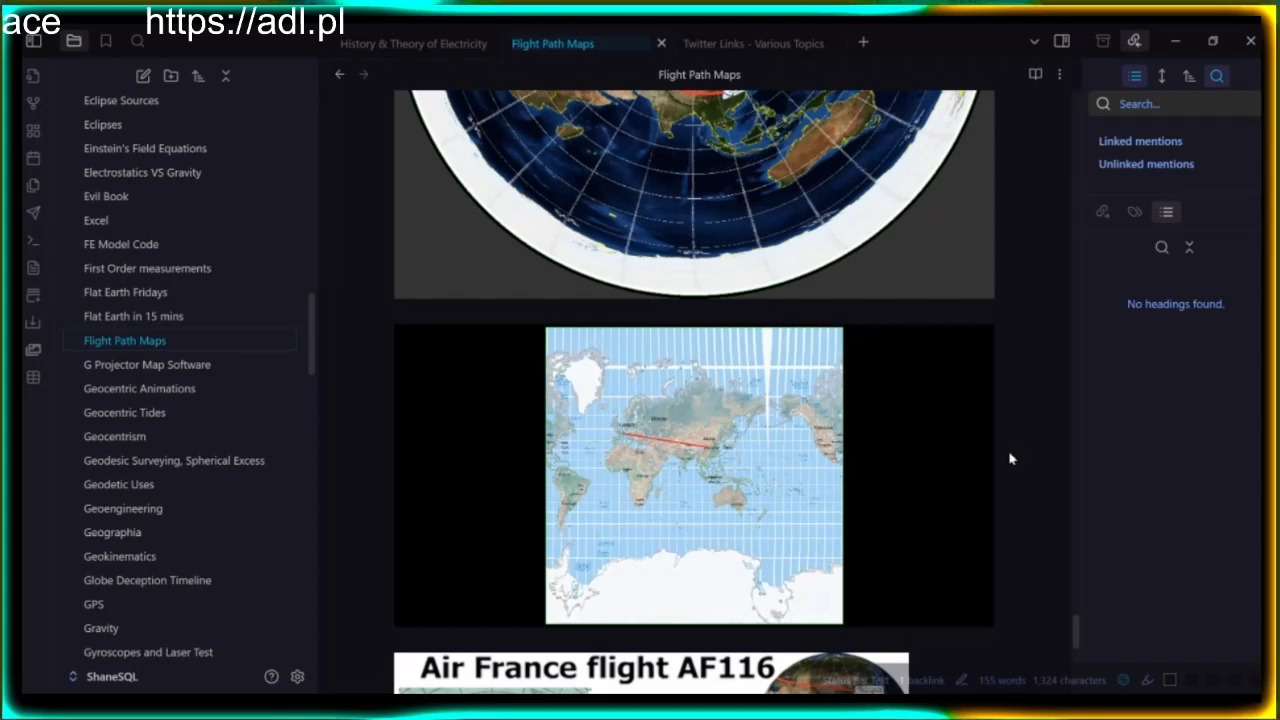 ace https://adl.pl
History & Theory of Electricity
Flight Path Maps
Twitter Links - Various Topics
Flight Path Maps
Eclipse Sources
Eclipses
Einstein's Field Equations
Electrostatics VS Gravity
Evil Book
Excel
FE Model Code
First Order measurements
Flat Earth Fridays
Flat Earth in 15 mins
Flight Path Maps
G Projector Map Software
Geocentric Animations
Geocentric Tides
Geocentrism
Geodesic Surveying, Spherical Excess
Geodetic Uses
Geoengineering
Geographia
Geokinematics
Globe Deception Timeline
GPS
Gravity
Gyroscopes and Laser Test
ShaneSQL
Air France flight AF116
Search...
Linked mentions
Unlinked mentions
No headings found.
1 backlink
155 words
1,324 characters